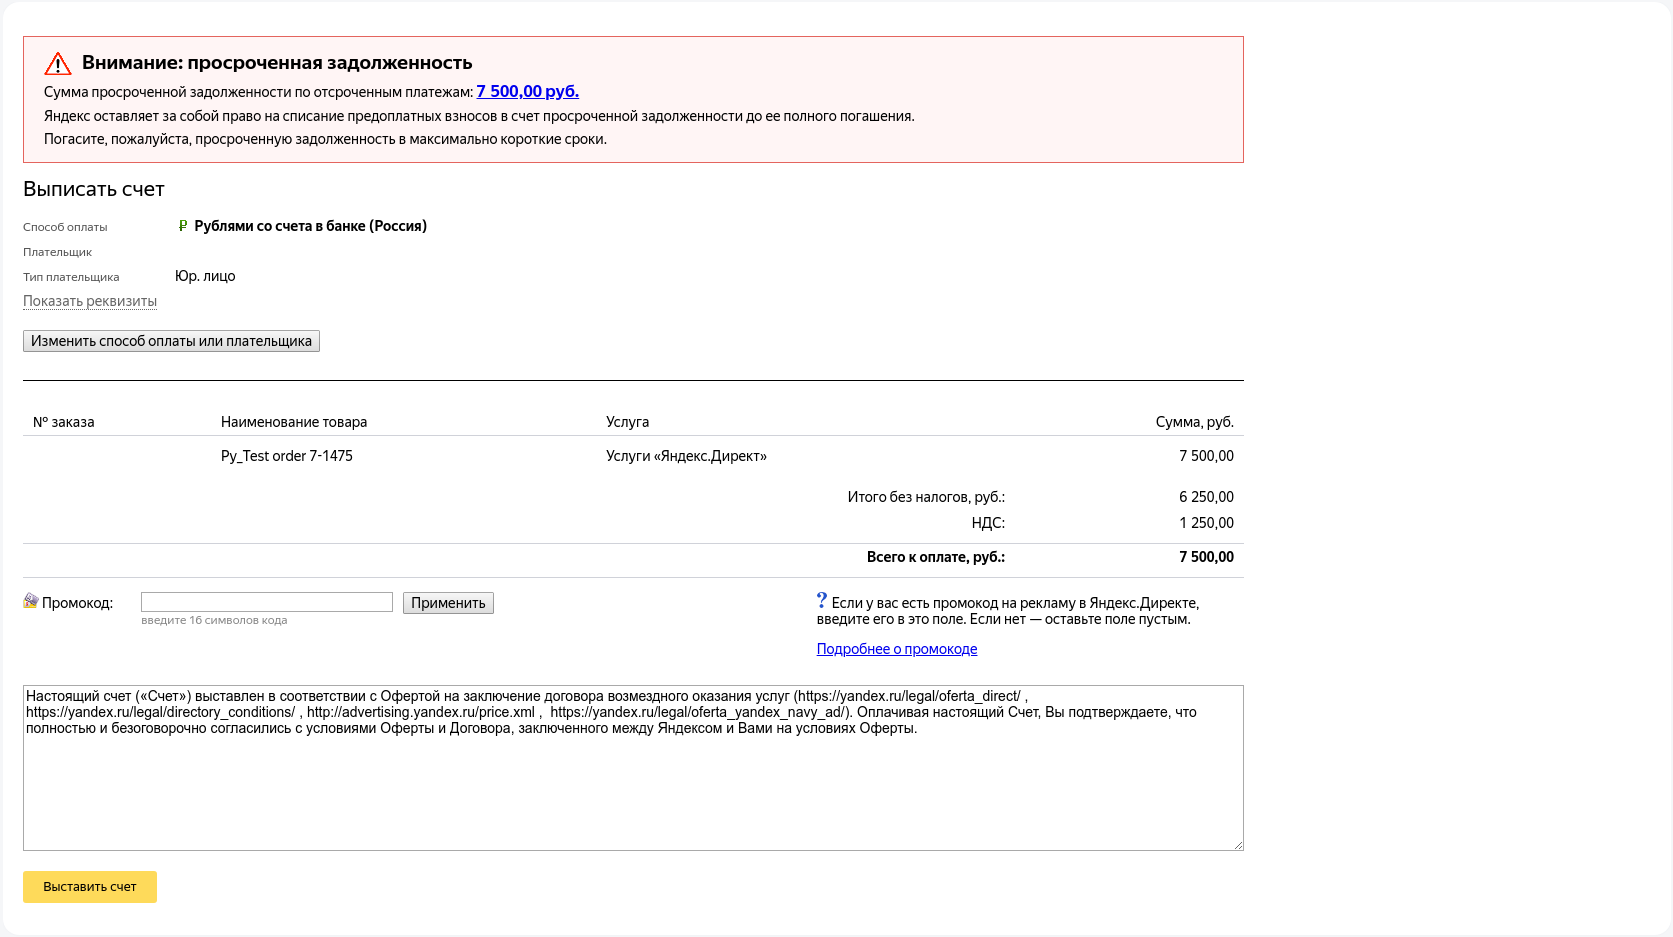 Внимание: просроченная задолженность
Сумма просроченной задолженности по отсроченным платежам: 7 500,00 руб.
Яндекс оставляет за собой право на списание предоплатных взносов в счет просроченной задолженности до ее полного погашения.
Погасите, пожалуйста, просроченную задолженность в максимально короткие сроки.
Выписать счет
Способ оплаты ₽ Рублями со счета в банке (Россия)
Плательщик
Тип плательщика Юр. лицо
Показать реквизиты
Изменить способ оплаты или плательщика
№ заказа Наименование товара Услуга Сумма, руб.
Py_Test order 7-1475 Услуги «Яндекс.Директ» 7 500,00
Итого без налогов, руб.: 6 250,00
НДС: 1 250,00
Всего к оплате, руб.: 7 500,00
Промокод: Применить
введите 16 символов кода
? Если у вас есть промокод на рекламу в Яндекс.Директе,
введите его в это поле. Если нет — оставьте поле пустым.
Подробнее о промокоде
Настоящий счет («Счет») выставлен в соответствии с Офертой на заключение договора возмездного оказания услуг (https://yandex.ru/legal/oferta_direct/ ,
https://yandex.ru/legal/directory_conditions/ , http://advertising.yandex.ru/price.xml ,  https://yandex.ru/legal/oferta_yandex_navy_ad/). Оплачивая настоящий Счет, Вы подтверждаете, что
полностью и безоговорочно согласились с условиями Оферты и Договора, заключенного между Яндексом и Вами на условиях Оферты.
Выставить счет